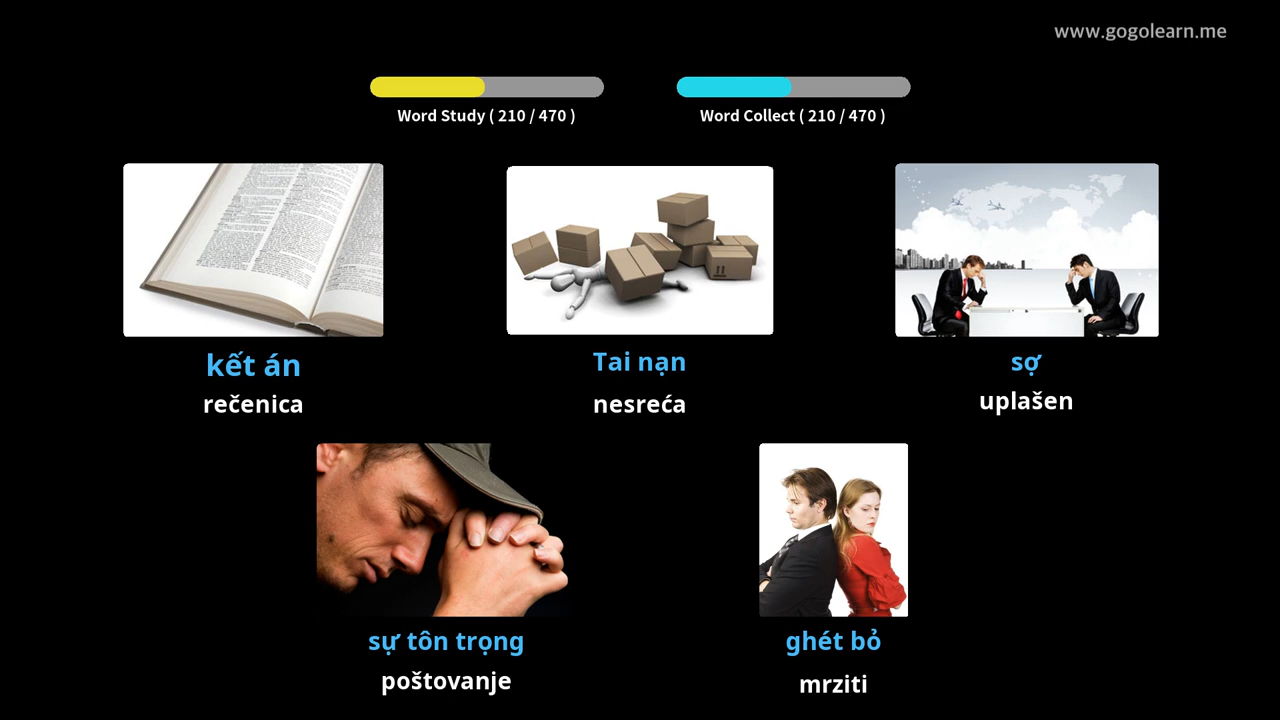 www.gogolearn.me
Word Study ( 210 / 470 )
Word Collect ( 210 / 470 )
kết án
rečenica
Tai nạn
nesreća
sợ
uplašen
sự tôn trọng
poštovanje
ghét bỏ
mrziti